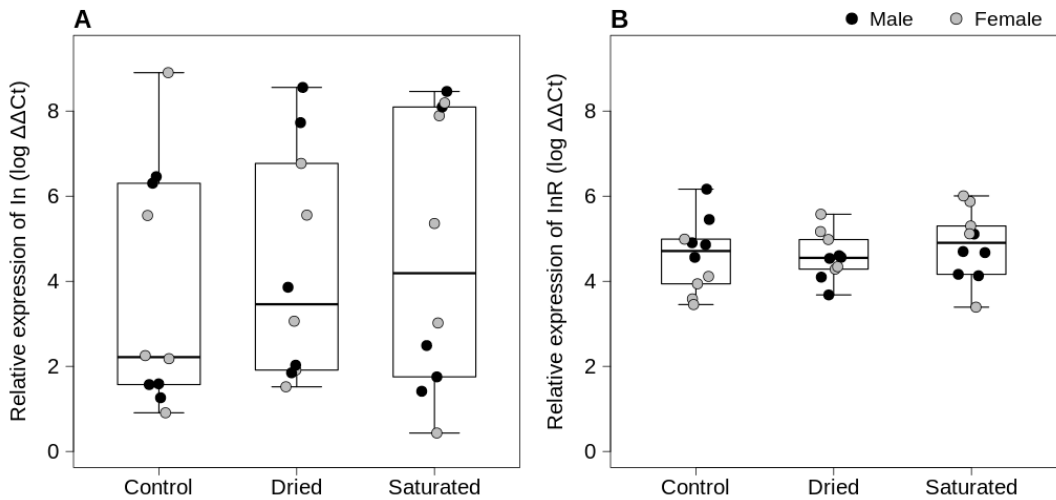 A
B
Male
Female
Relative expression of In (log ΔΔCt)
8
6
4
2
0
Control
Dried
Saturated
Relative expression of InR (log ΔΔCt)
8
6
4
2
0
Control
Dried
Saturated